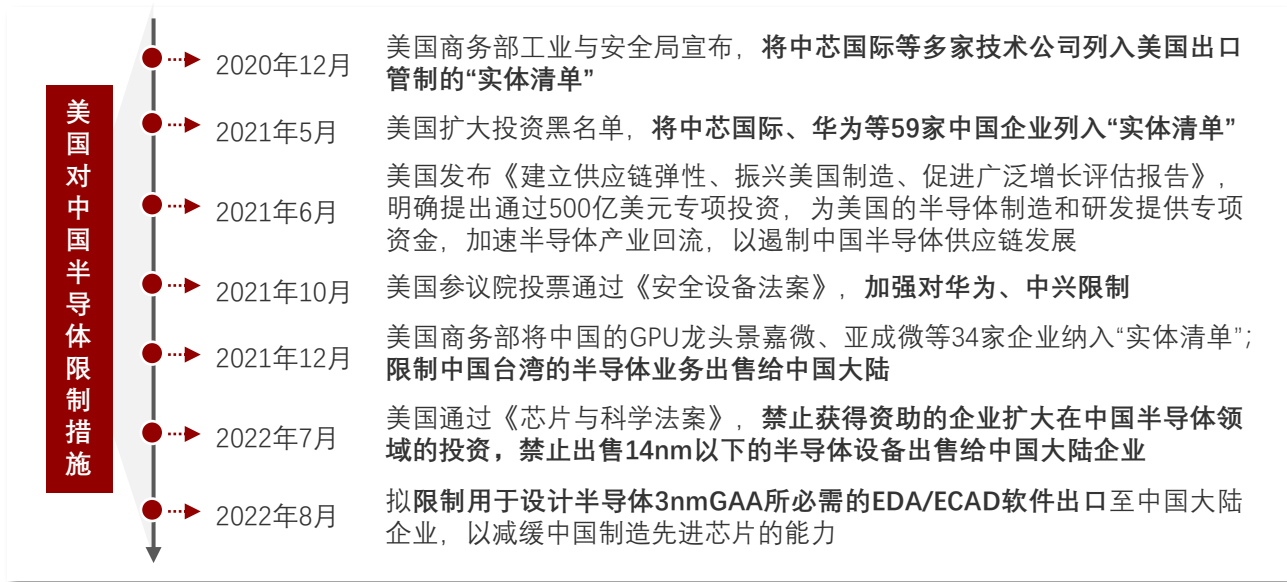 美国对中国半导体限制措施
2020年12月
美国商务部工业与安全局宣布，将中芯国际等多家技术公司列入美国出口
管制的“实体清单”
2021年5月
美国扩大投资黑名单，将中芯国际、华为等59家中国企业列入“实体清单”
2021年6月
美国发布《建立供应链弹性、振兴美国制造、促进广泛增长评估报告》，
明确提出通过500亿美元专项投资，为美国的半导体制造和研发提供专项
资金，加速半导体产业回流，以遏制中国半导体供应链发展
2021年10月
美国参议院投票通过《安全设备法案》，加强对华为、中兴限制
2021年12月
美国商务部将中国的GPU龙头景嘉微、亚成微等34家企业纳入“实体清单”；
限制中国台湾的半导体业务出售给中国大陆
2022年7月
美国通过《芯片与科学法案》，禁止获得资助的企业扩大在中国半导体领
域的投资，禁止出售14nm以下的半导体设备出售给中国大陆企业
2022年8月
拟限制用于设计半导体3nmGAA所必需的EDA/ECAD软件出口至中国大陆
企业，以减缓中国制造先进芯片的能力